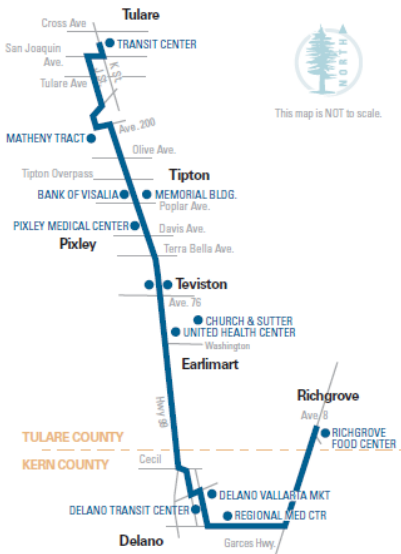 Tulare
Cross Ave
TRANSIT CENTER
San Joaquin
Ave.
K St.
J St.
Tulare Ave
NORTH
This map is NOT to scale.
Ave. 200
MATHENY TRACT
Olive Ave.
Tipton Overpass
Tipton
BANK OF VISALIA
MEMORIAL BLDG.
Poplar Ave.
PIXLEY MEDICAL CENTER
Davis Ave.
Pixley
Terra Bella Ave.
Teviston
Ave. 76
CHURCH & SUTTER
UNITED HEALTH CENTER
Washington
Earlimart
Hwy 99
Richgrove
Ave. 8
RICHGROVE
FOOD CENTER
TULARE COUNTY
KERN COUNTY
Cecil
DELANO VALLARTA MKT
DELANO TRANSIT CENTER
REGIONAL MED CTR
Delano
Garces Hwy.